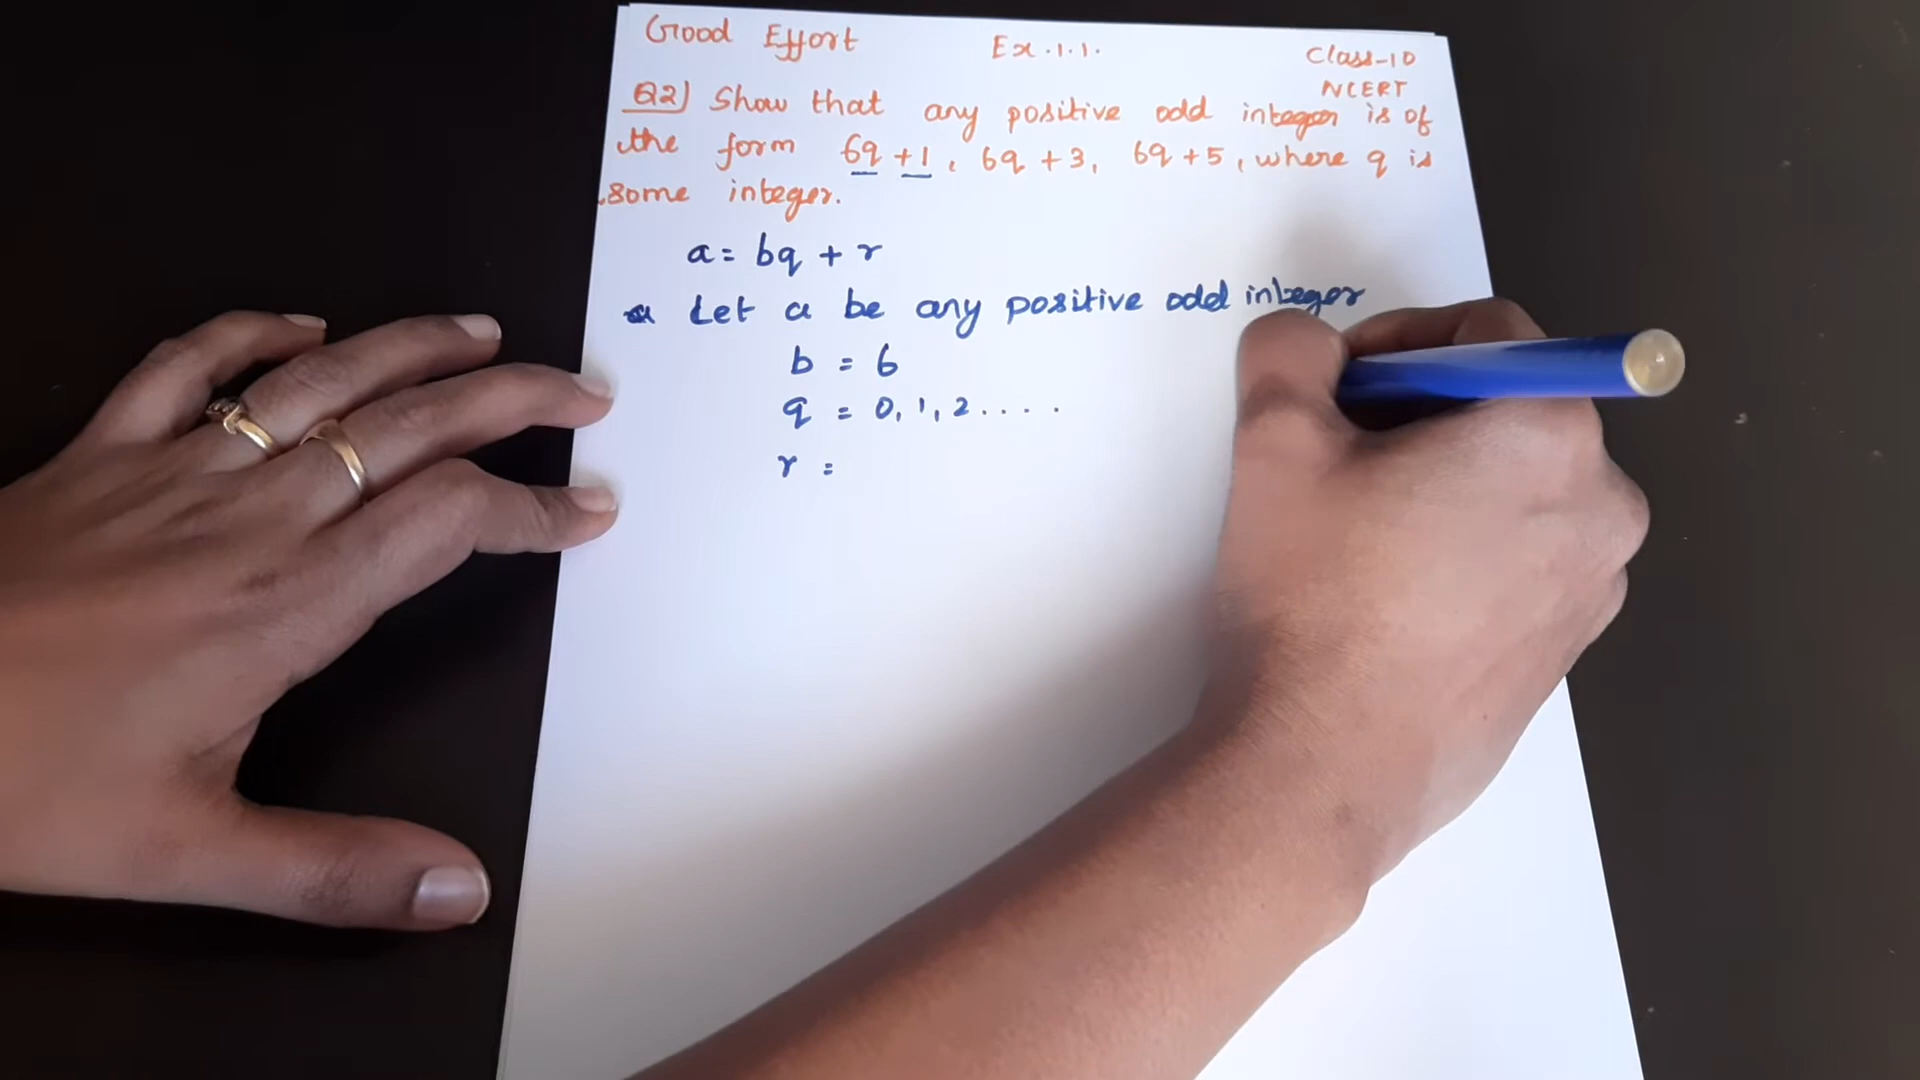 Good Effort Ex.1.1. Class-10
NCERT
Q2) Show that any positive odd integer is of
the form 6q +1, 6q +3, 6q +5, where q is
some integer.
a = bq + r
Let a be any positive odd integer
b = 6
q = 0, 1, 2....
r =